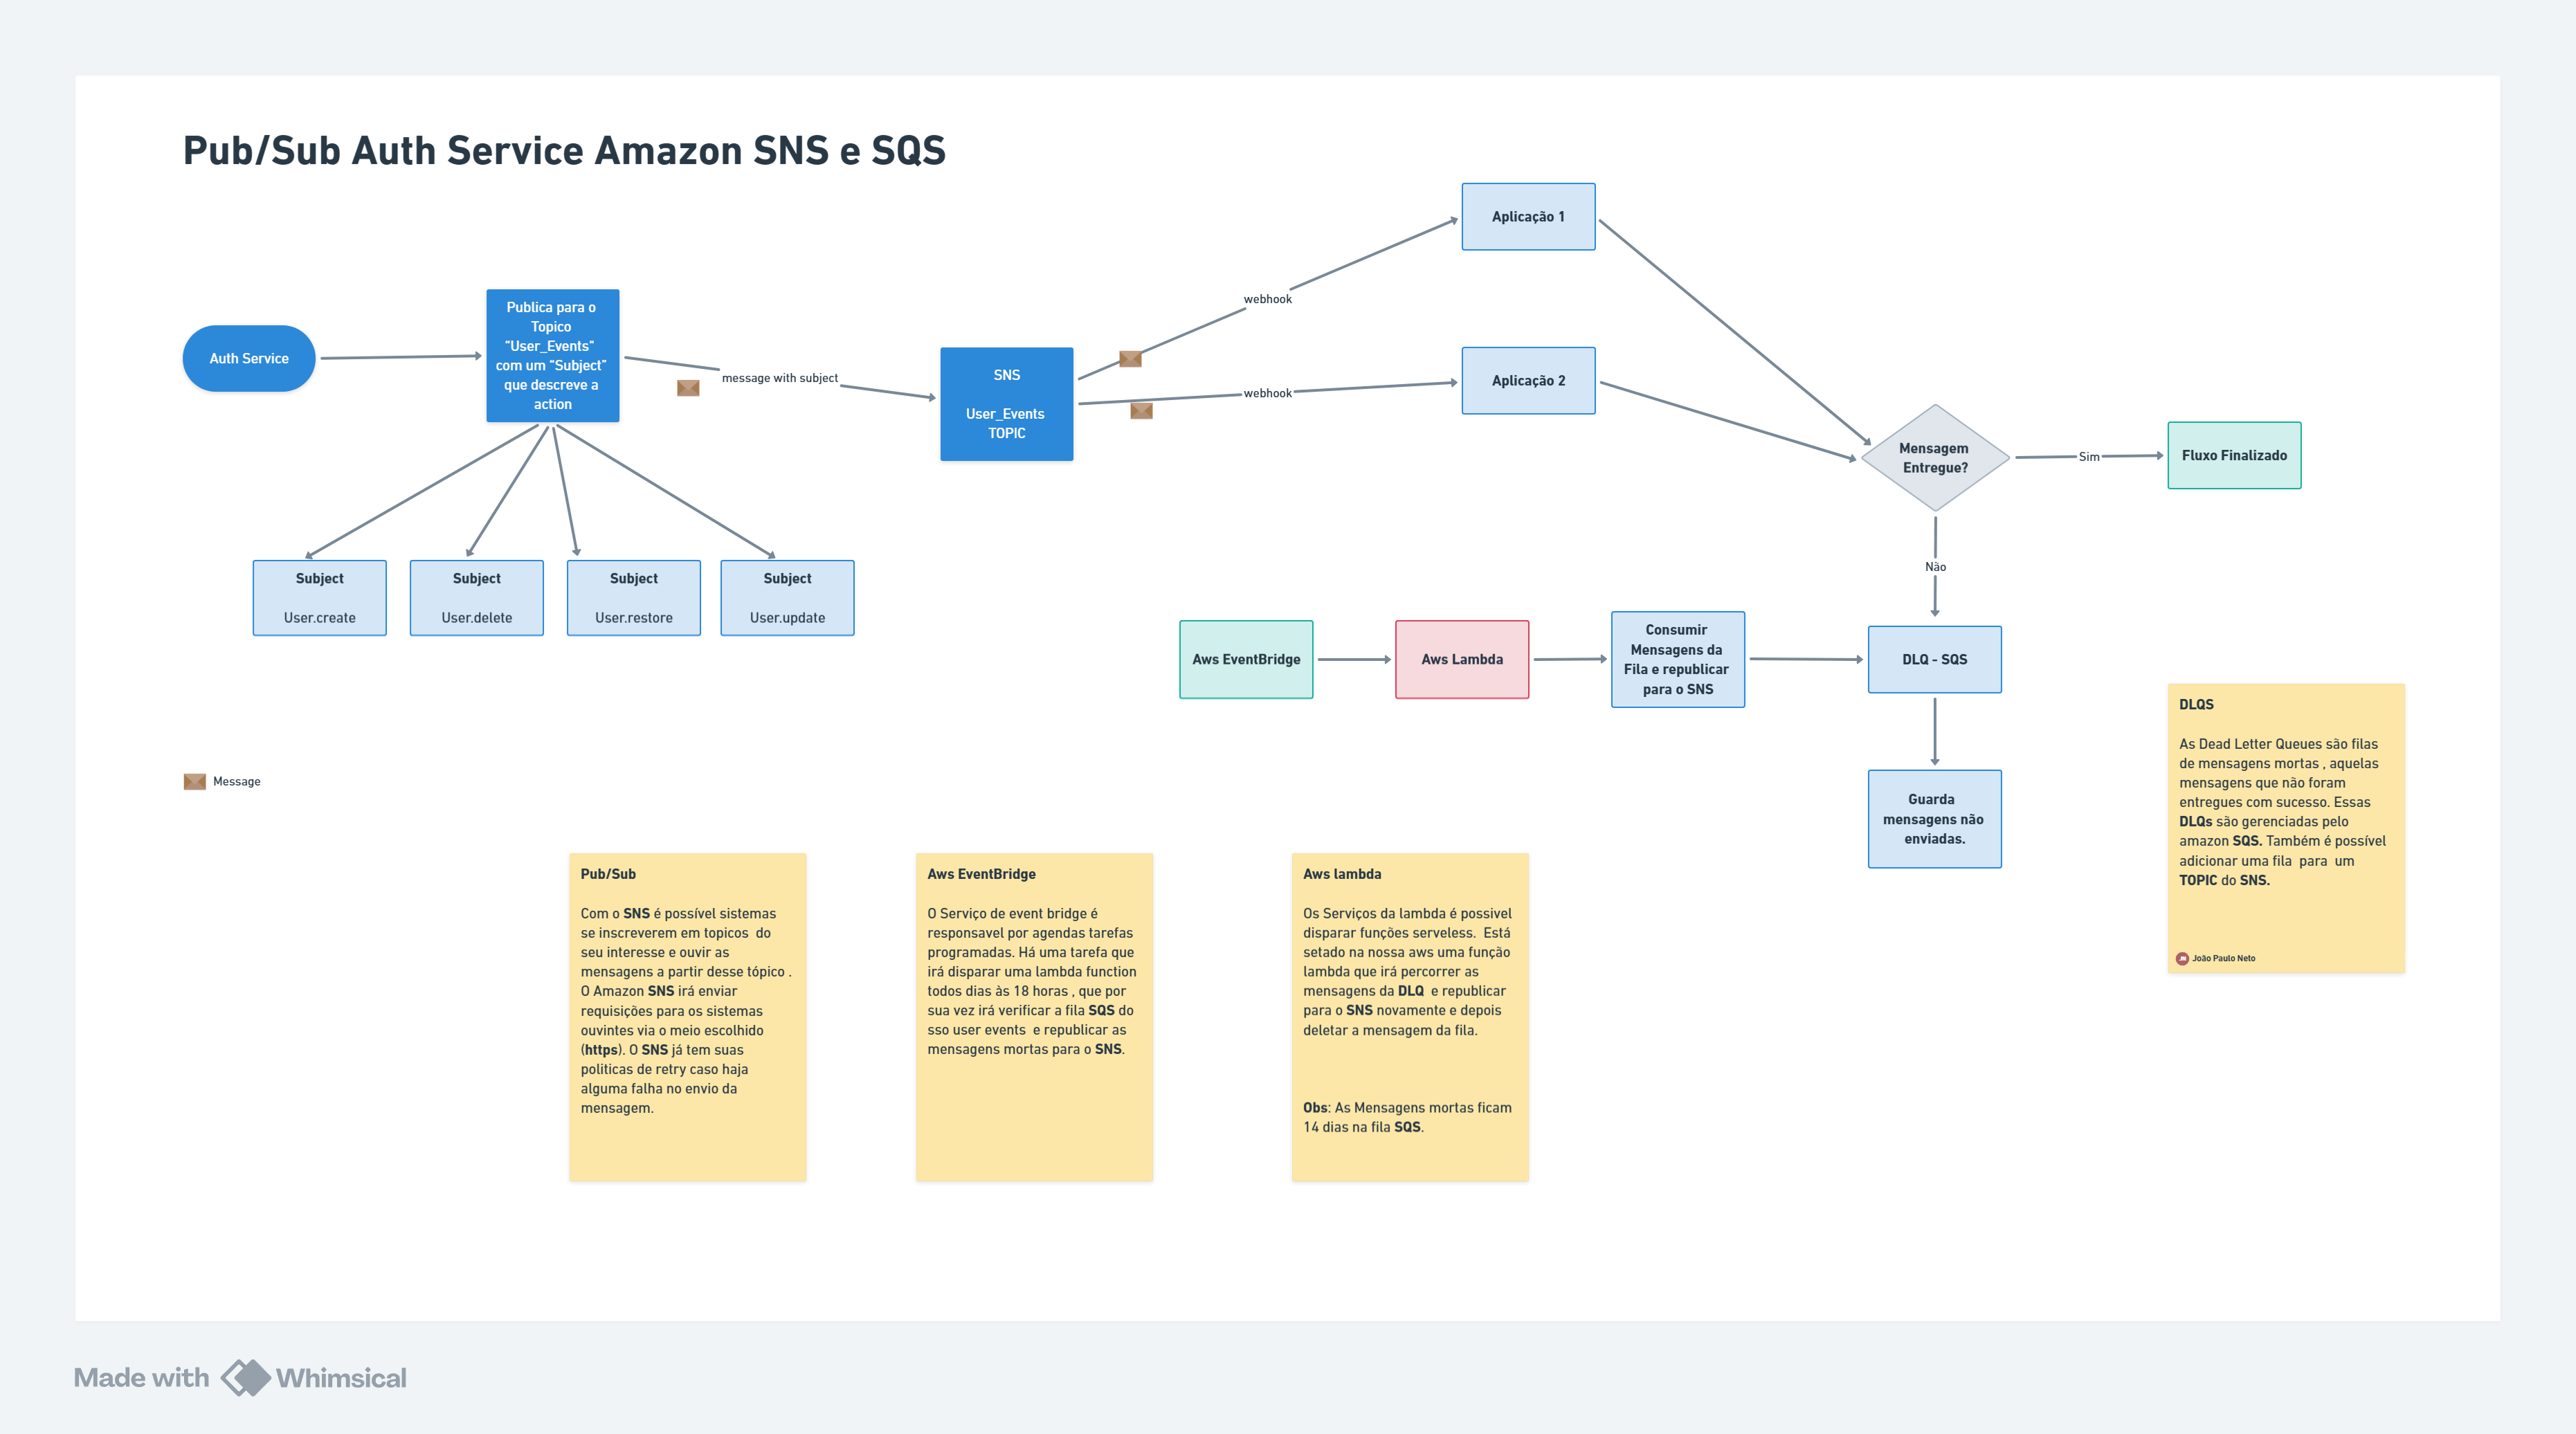 Pub/Sub Auth Service Amazon SNS e SQS
Auth Service
Publica para o
Topico
"User_Events"
com um "Subject"
que descreve a
action
message with subject
SNS
User_Events
TOPIC
webhook
webhook
Aplicação 1
Aplicação 2
Mensagem
Entregue?
Sim
Fluxo Finalizado
Não
Subject
User.create
Subject
User.delete
Subject
User.restore
Subject
User.update
Aws EventBridge
Aws Lambda
Consumir
Mensagens da
Fila e republicar
para o SNS
DLQ - SQS
Guarda
mensagens não
enviadas.
Message
DLQS
As Dead Letter Queues são filas
de mensagens mortas , aquelas
mensagens que não foram
entregues com sucesso. Essas
DLQs são gerenciadas pelo
amazon SQS. Também é possível
adicionar uma fila  para  um
TOPIC do SNS.
JN João Paulo Neto
Pub/Sub
Com o SNS é possível sistemas
se inscreverem em topicos  do
seu interesse e ouvir as
mensagens a partir desse tópico .
O Amazon SNS irá enviar
requisições para os sistemas
ouvintes via o meio escolhido
(https). O SNS já tem suas
politicas de retry caso haja
alguma falha no envio da
mensagem.
Aws EventBridge
O Serviço de event bridge é
responsavel por agendas tarefas
programadas. Há uma tarefa que
irá disparar uma lambda function
todos dias às 18 horas , que por
sua vez irá verificar a fila SQS do
sso user events  e republicar as
mensagens mortas para o SNS.
Aws lambda
Os Serviços da lambda é possivel
disparar funções serveless.  Está
setado na nossa aws uma função
lambda que irá percorrer as
mensagens da DLQ  e republicar
para o SNS novamente e depois
deletar a mensagem da fila.
Obs: As Mensagens mortas ficam
14 dias na fila SQS.
Made with Whimsical